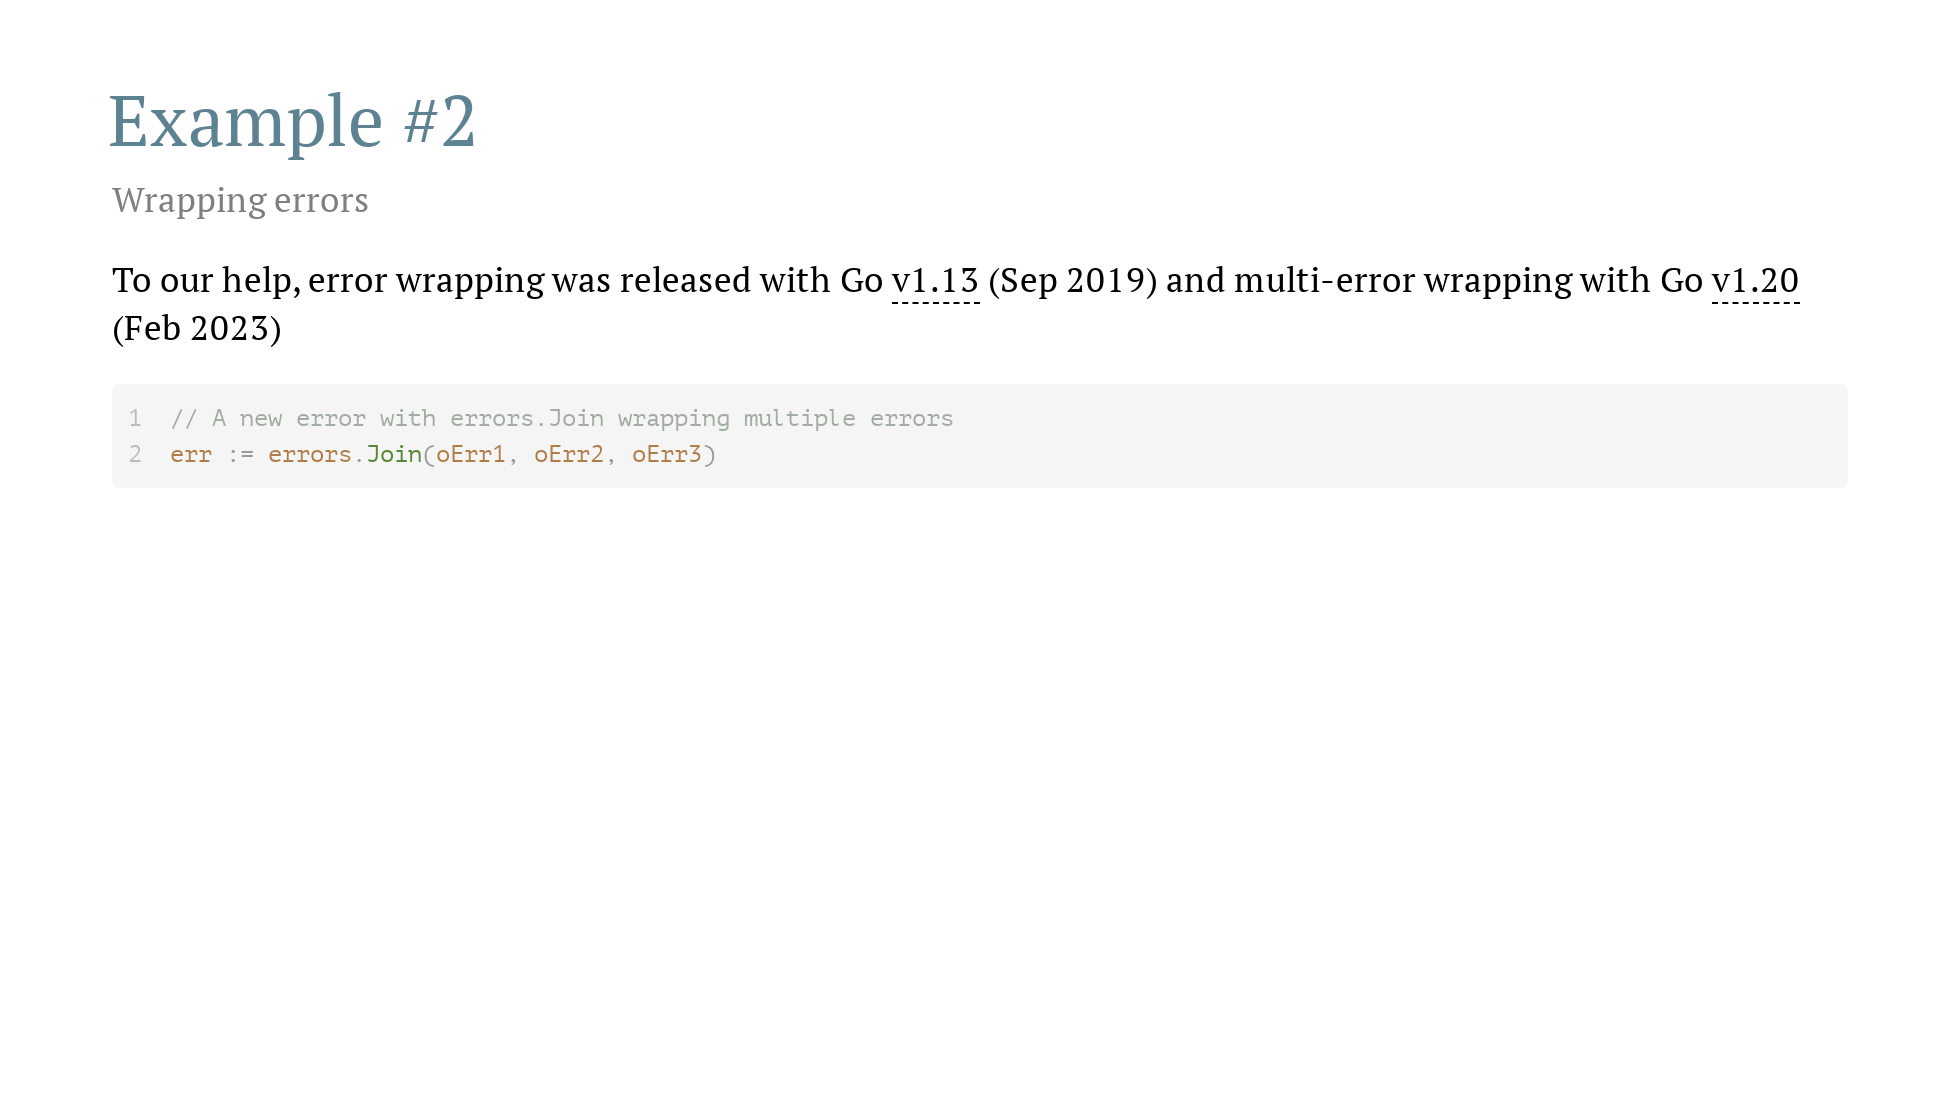 Example #2
Wrapping errors
To our help, error wrapping was released with Go v1.13 (Sep 2019) and multi-error wrapping with Go v1.20
(Feb 2023)
1 // A new error with errors.Join wrapping multiple errors
2 err := errors.Join(oErr1, oErr2, oErr3)